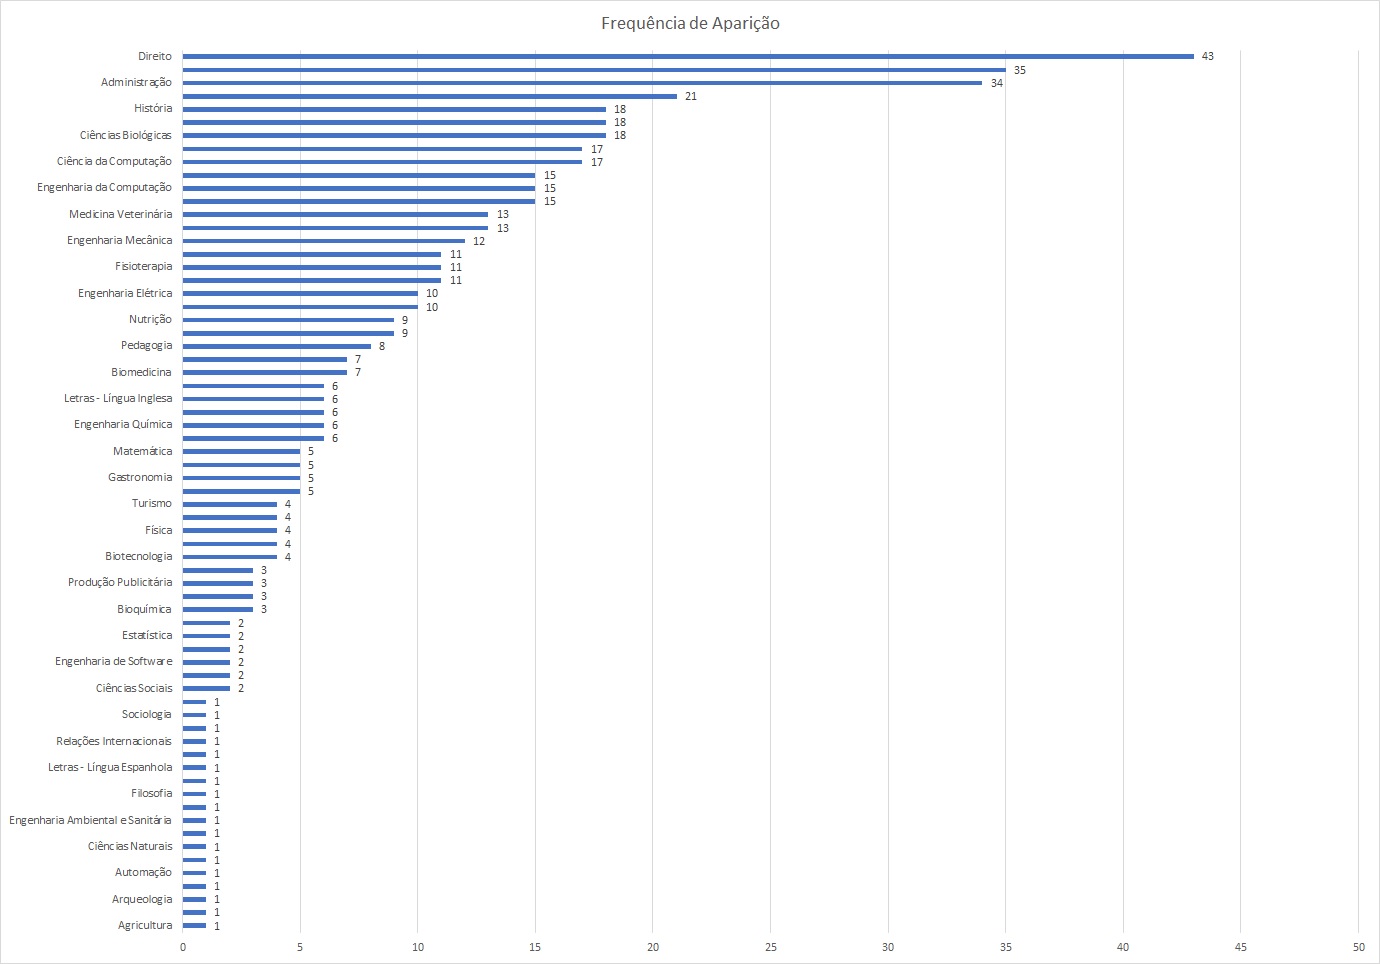 Frequência de Aparição
Direito 43
35
Administração 34
21
História 18
18
Ciências Biológicas 18
17
Ciência da Computação 17
15
Engenharia da Computação 15
15
Medicina Veterinária 13
13
Engenharia Mecânica 12
11
Fisioterapia 11
11
Engenharia Elétrica 10
10
Nutrição 9
9
Pedagogia 8
7
Biomedicina 7
6
Letras - Língua Inglesa 6
6
Engenharia Química 6
6
Matemática 5
5
Gastronomia 5
5
Turismo 4
4
Física 4
4
Biotecnologia 4
3
Produção Publicitária 3
3
Bioquímica 3
2
Estatística 2
2
Engenharia de Software 2
2
Ciências Sociais 2
1
Sociologia 1
1
Relações Internacionais 1
1
Letras - Língua Espanhola 1
1
Filosofia 1
1
Engenharia Ambiental e Sanitária 1
1
Ciências Naturais 1
1
Automação 1
1
Arqueologia 1
1
Agricultura 1
0 5 10 15 20 25 30 35 40 45 50